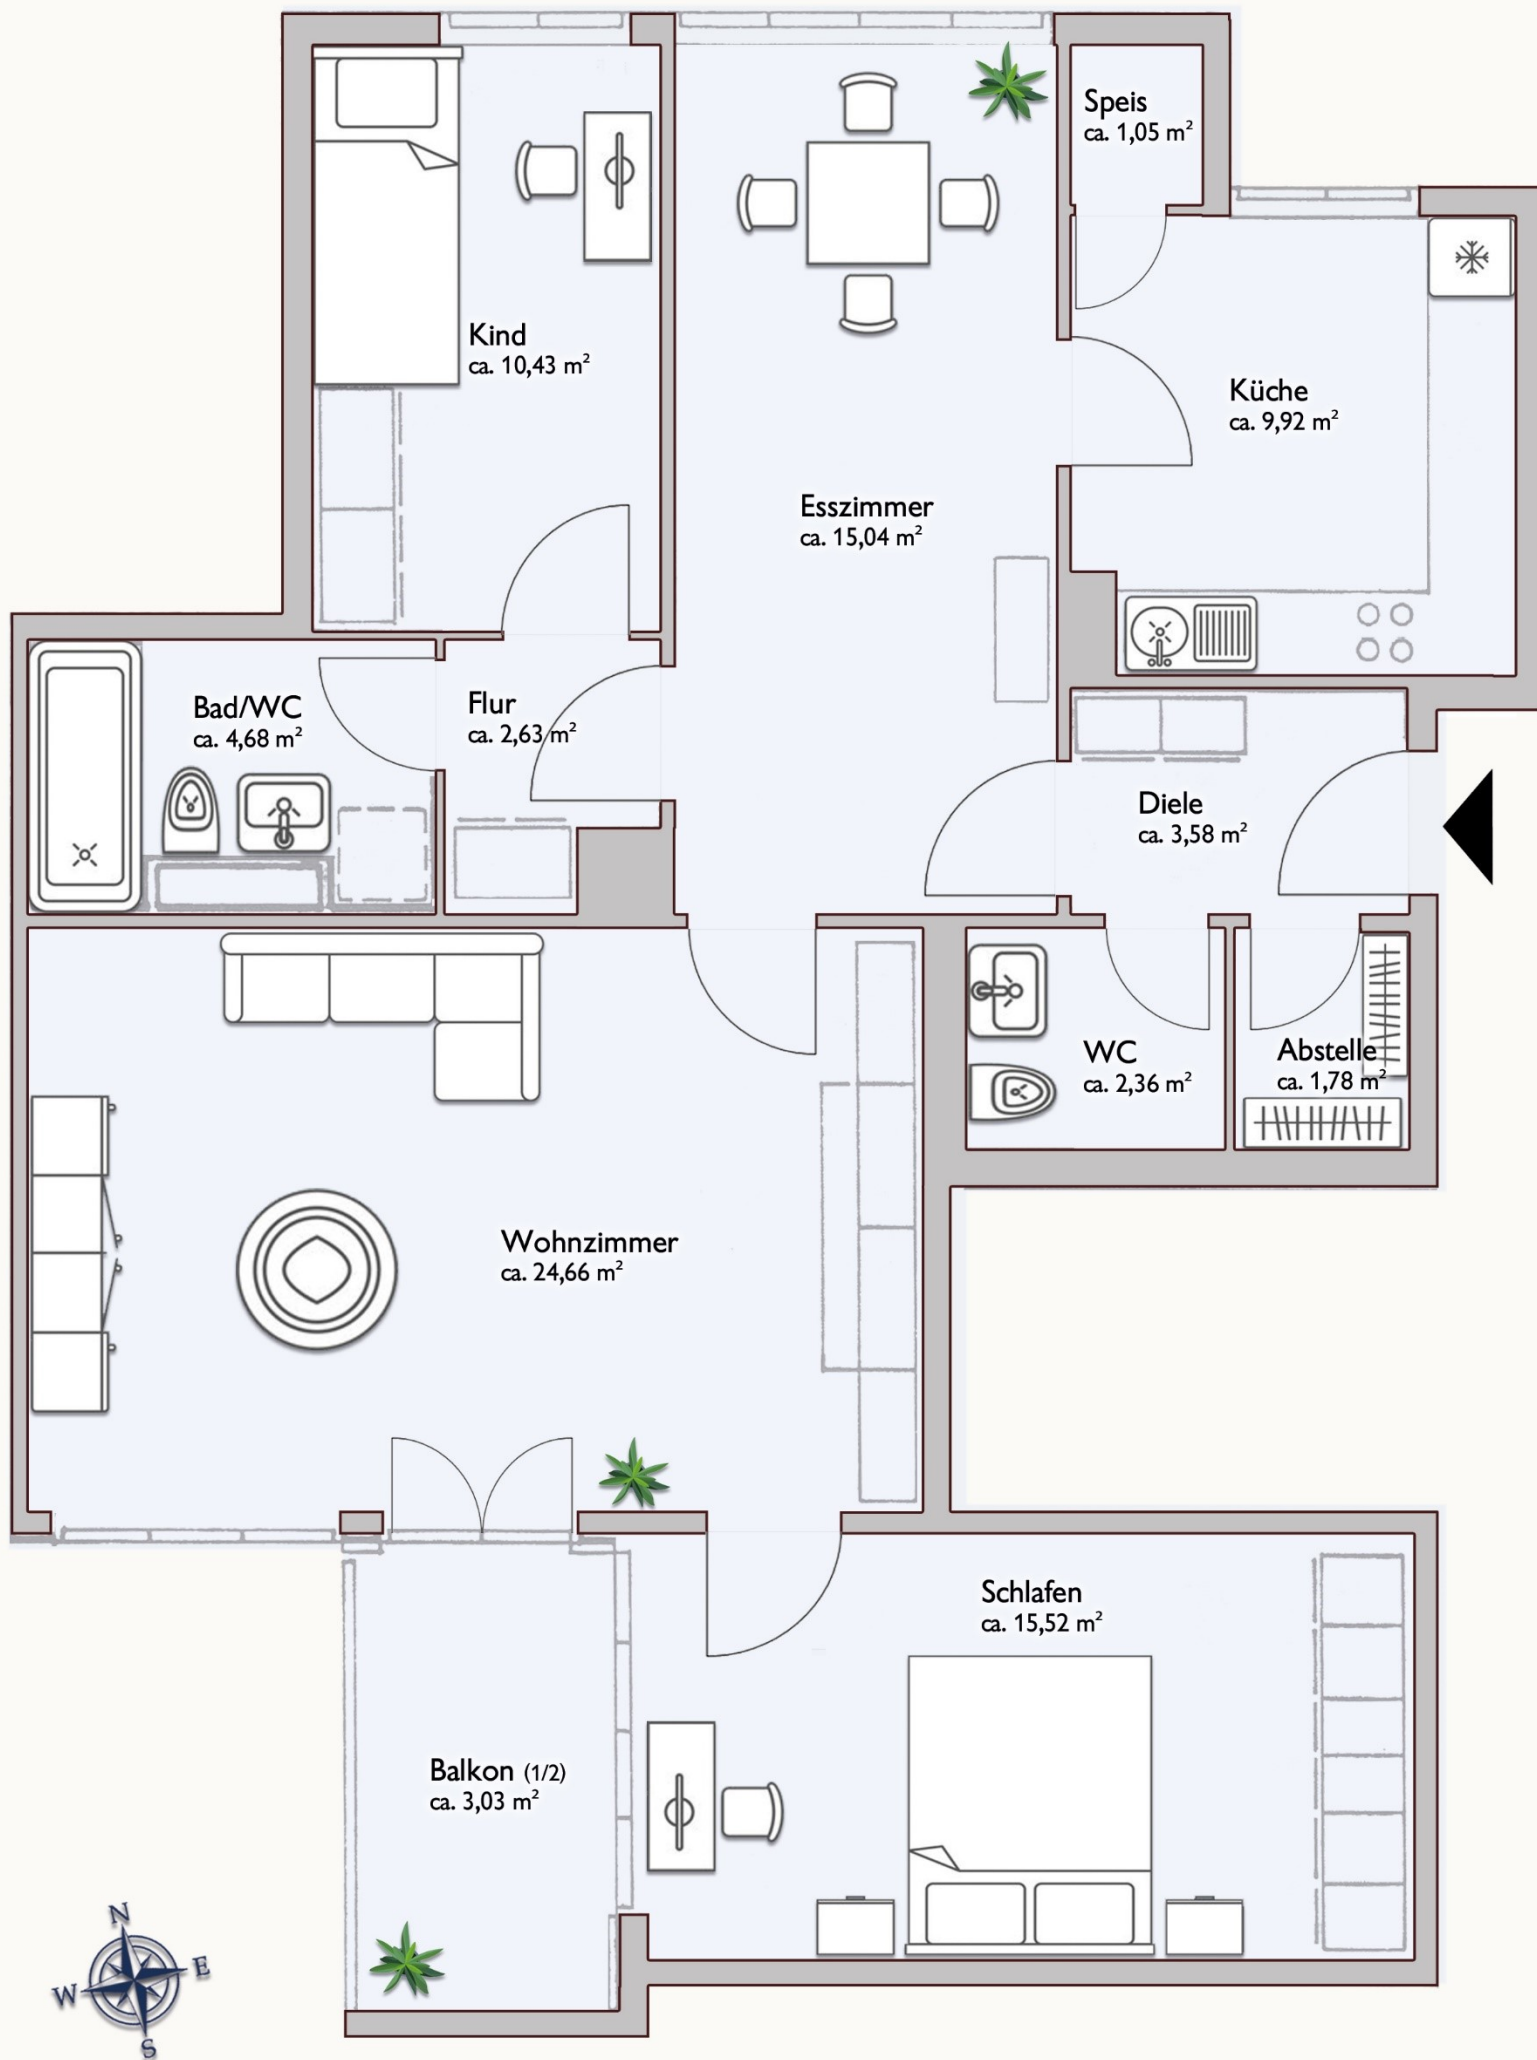 Speis
ca. 1,05 m²
Kind
ca. 10,43 m²
Küche
ca. 9,92 m²
Esszimmer
ca. 15,04 m²
Bad/WC
ca. 4,68 m²
Flur
ca. 2,63 m²
Diele
ca. 3,58 m²
WC
ca. 2,36 m²
Abstelle
ca. 1,78 m²
Wohnzimmer
ca. 24,66 m²
Schlafen
ca. 15,52 m²
Balkon (1/2)
ca. 3,03 m²
N
W E
S